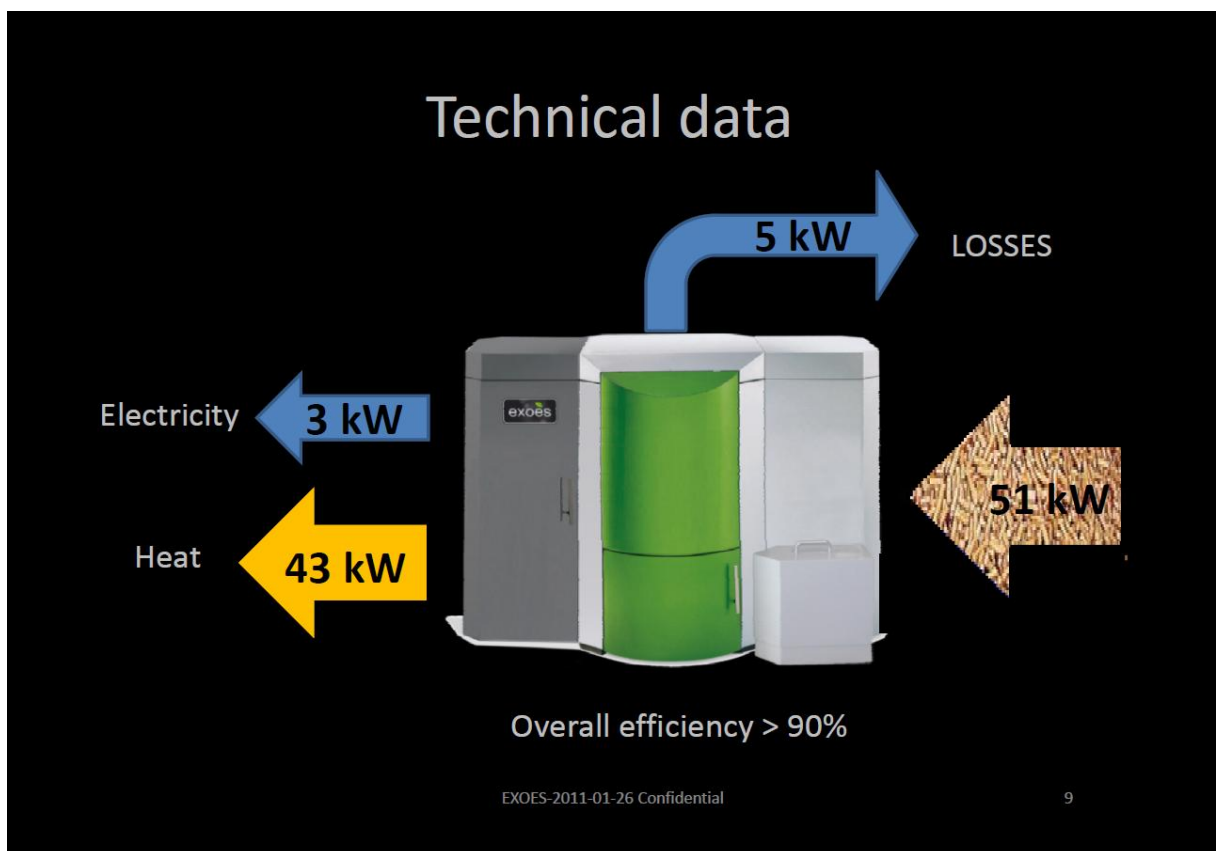 Technical data
5 kW
LOSSES
Electricity
3 kW
exoès
51 kW
Heat
43 kW
Overall efficiency > 90%
EXOES-2011-01-26 Confidential
9